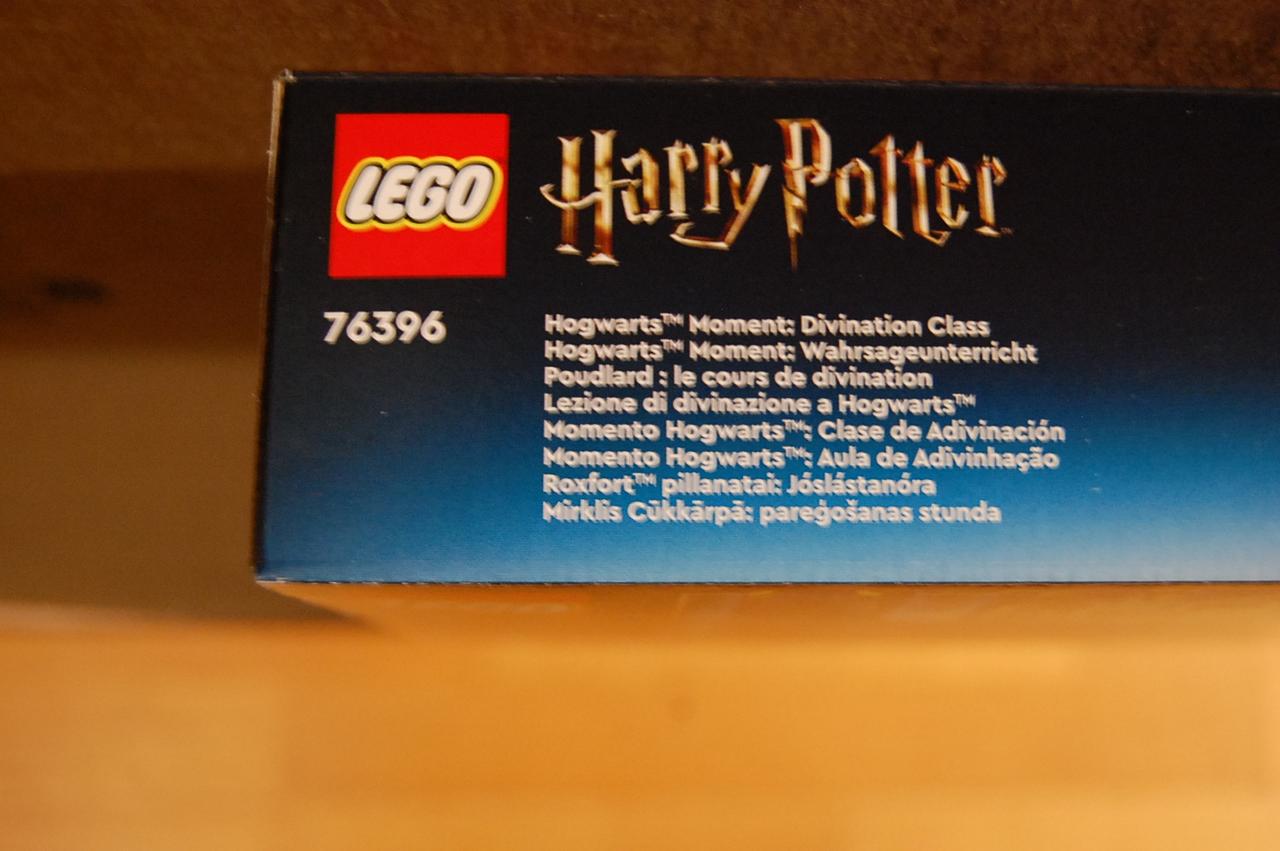 LEGO Harry Potter™
76396
Hogwarts™ Moment: Divination Class
Hogwarts™ Moment: Wahrsageunterricht
Poudlard : le cours de divination
Lezione di divinazione a Hogwarts™
Momento Hogwarts™: Clase de Adivinación
Momento Hogwarts™: Aula de Adivinhação
Roxfort™ pillanatai: Jóslástanóra
Mirklis Cūkkārpā: pareģošanas stunda